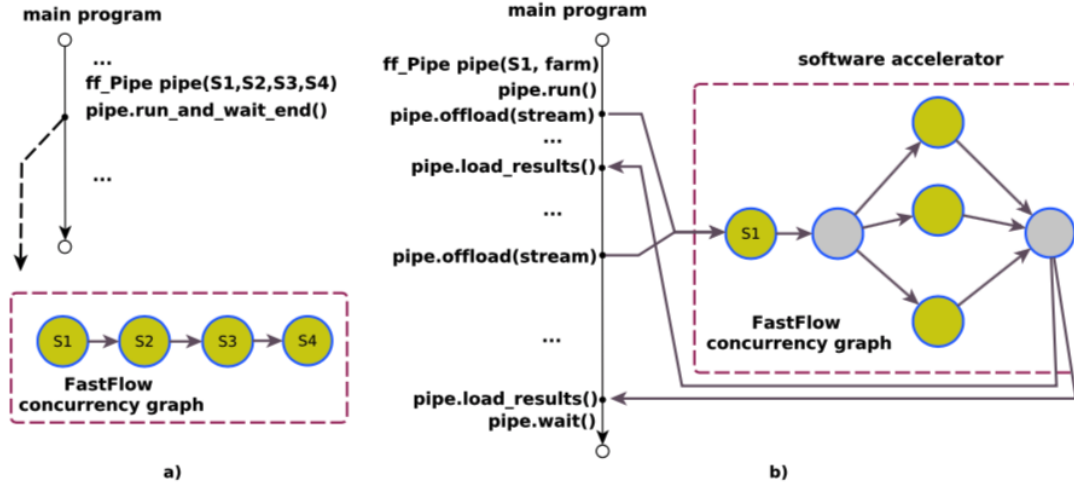 main program
...
ff_Pipe pipe(S1,S2,S3,S4)
pipe.run_and_wait_end()
...
S1
S2
S3
S4
FastFlow
concurrency graph
a)
main program
ff_Pipe pipe(S1, farm)
pipe.run()
pipe.offload(stream)
...
pipe.load_results()
...
pipe.offload(stream)
...
pipe.load_results()
pipe.wait()
software accelerator
S1
FastFlow
concurrency graph
b)